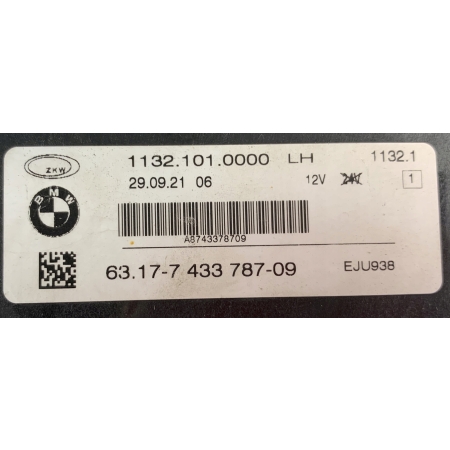 ZKW
1132.101.0000 LH 1132.1
29.09.21 06 12V 24V 1
BMW
A8743378709
63.17-7 433 787-09 EJU938